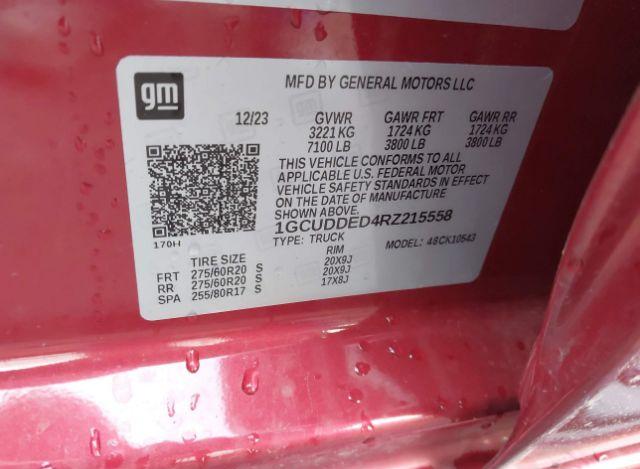 gm
MFD BY GENERAL MOTORS LLC
12/23 GVWR GAWR FRT GAWR RR
3221 KG 1724 KG 1724 KG
7100 LB 3800 LB 3800 LB
THIS VEHICLE CONFORMS TO ALL
APPLICABLE U.S. FEDERAL MOTOR
VEHICLE SAFETY STANDARDS IN EFFECT
ON THE DATE OF MANUFACTURE
SHOWN ABOVE.
1GCUDDED4RZ215558
170H TYPE: TRUCK MODEL: 48CK10543
TIRE SIZE RIM
FRT 275/60R20 S 20X9J
RR 275/60R20 S 20X9J
SPA 255/80R17 S 17X8J